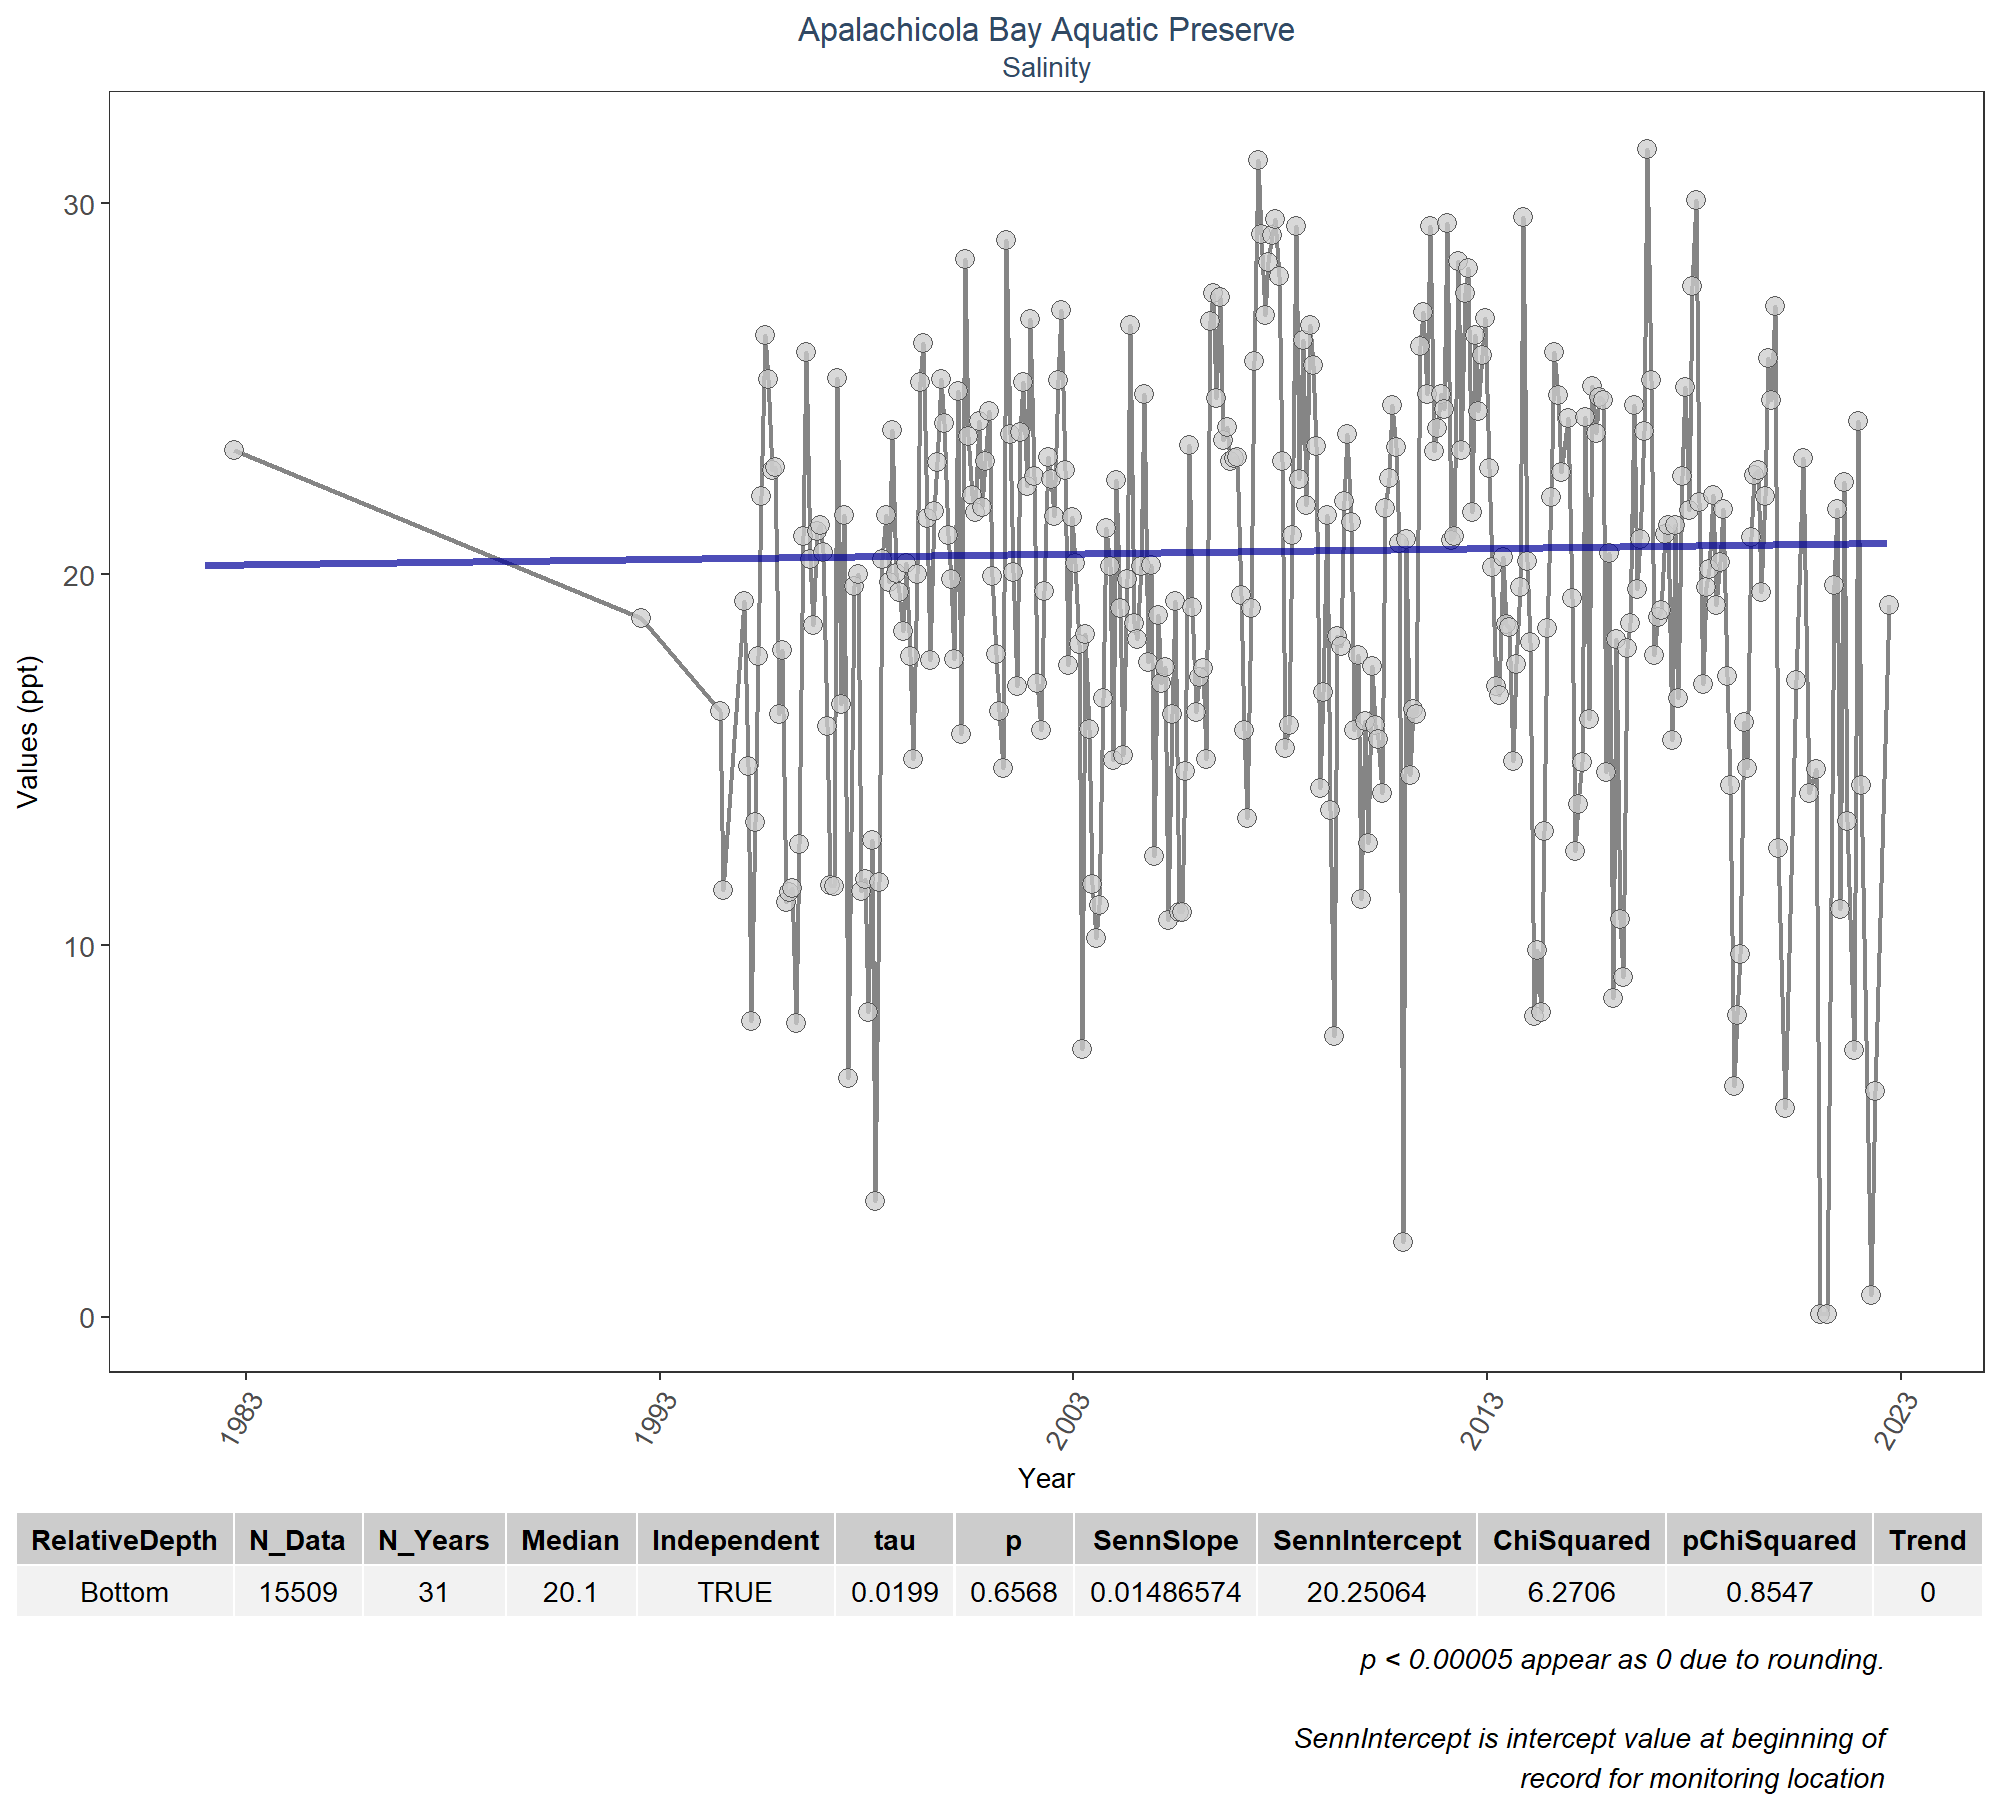 Apalachicola Bay Aquatic Preserve
Salinity
Values (ppt)
30
20
10
0
1983
1993
2003
2013
2023
Year
RelativeDepth N_Data N_Years Median Independent tau p SennSlope SennIntercept ChiSquared pChiSquared Trend
Bottom 15509 31 20.1 TRUE 0.0199 0.6568 0.01486574 20.25064 6.2706 0.8547 0
p < 0.00005 appear as 0 due to rounding.
SennIntercept is intercept value at beginning of
record for monitoring location